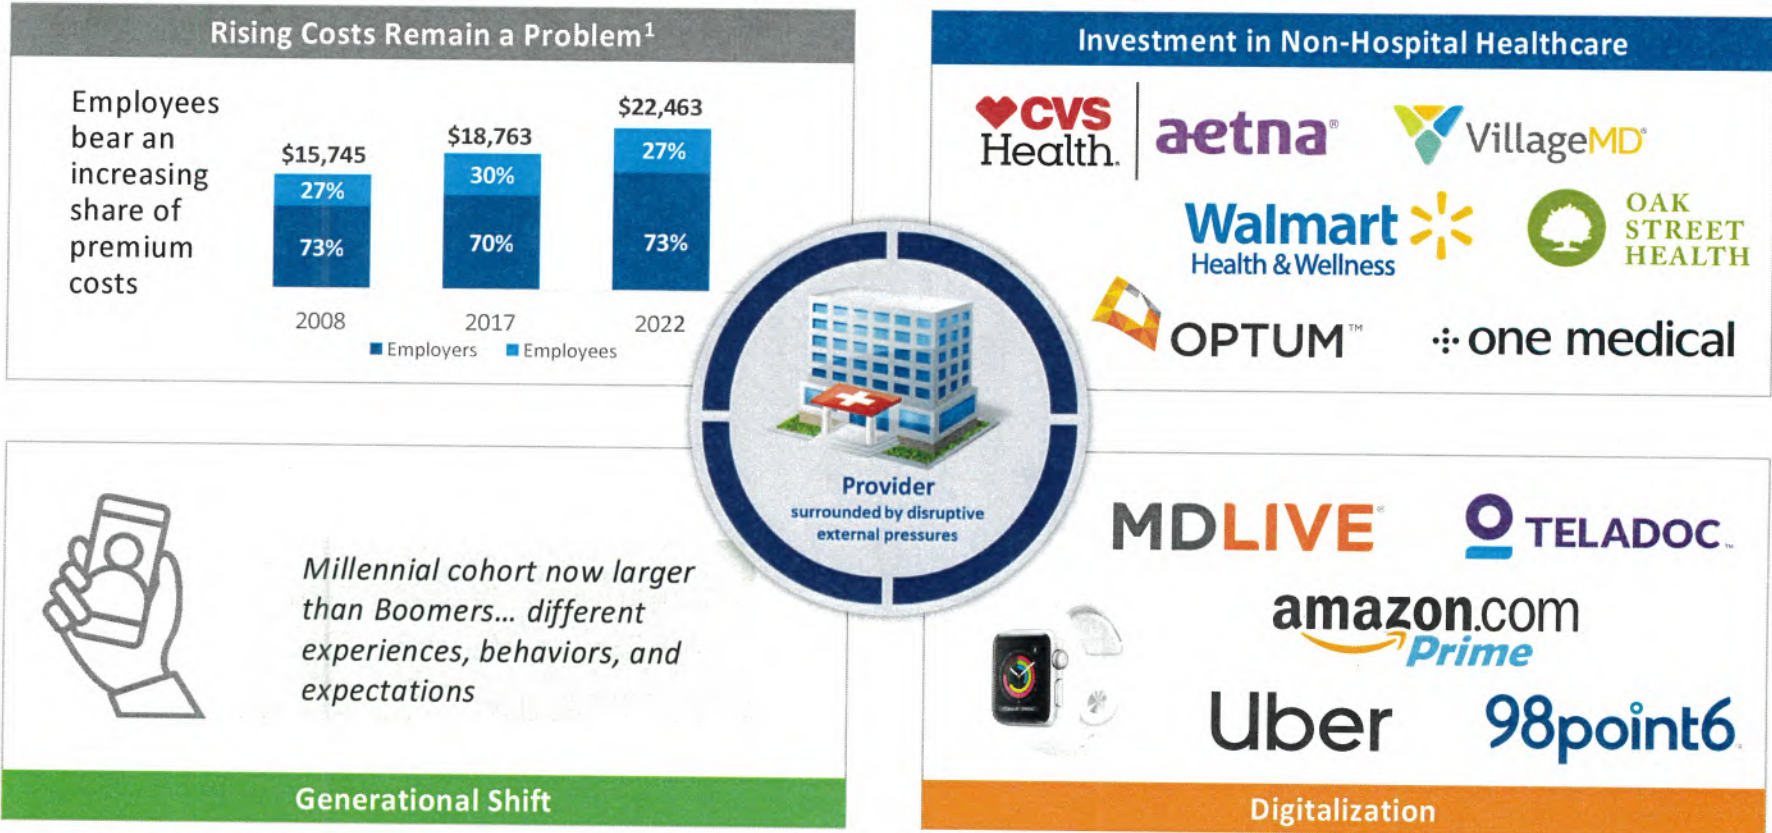 Rising Costs Remain a Problem1
Employees
bear an
increasing
share of
premium
costs
$15,745
27%
73%
2008
$18,763
30%
70%
2017
$22,463
27%
73%
2022
Employers
Employees
Investment in Non-Hospital Healthcare
CVS
Health.
aetna®
VillageMD®
Walmart
Health & Wellness
OAK
STREET
HEALTH
OPTUM™
one medical
Provider
surrounded by disruptive
external pressures
Millennial cohort now larger
than Boomers... different
experiences, behaviors, and
expectations
Generational Shift
MDLIVE®
TELADOC™
amazon.com
Prime
Uber
98point6
Digitalization